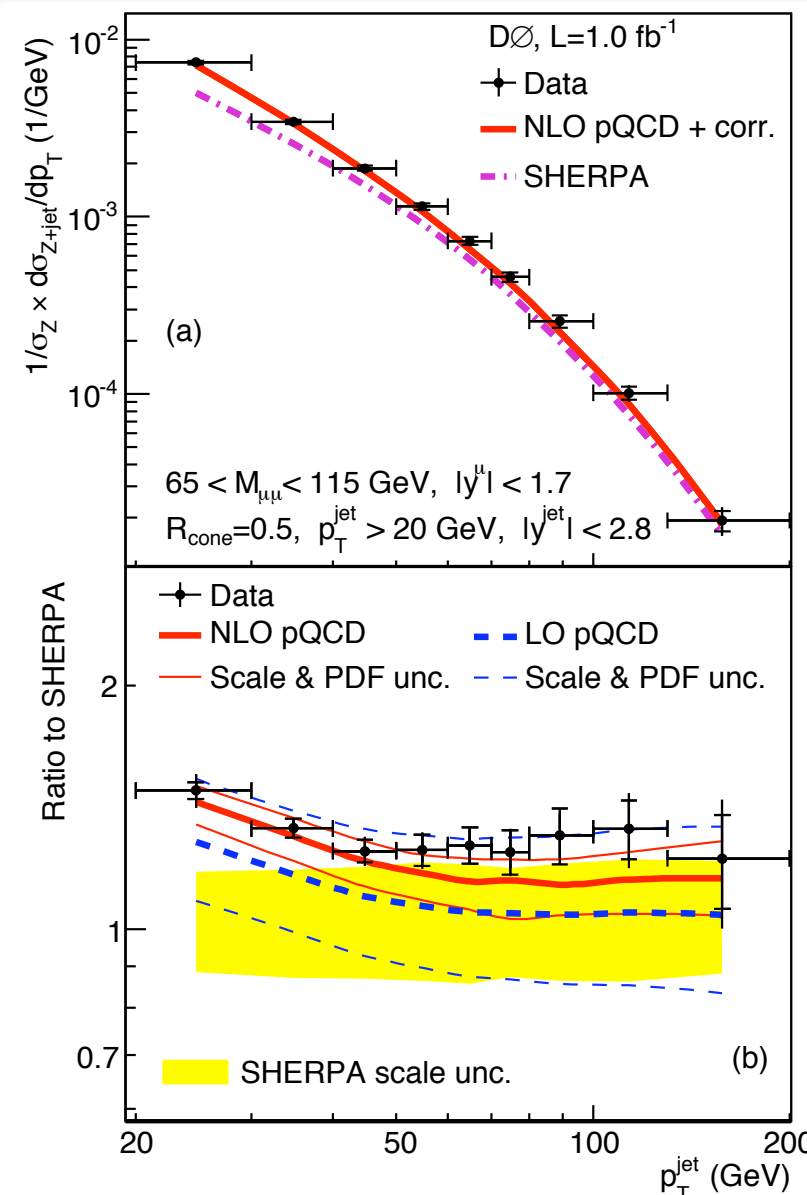 DØ, L=1.0 fb⁻¹
Data
NLO pQCD + corr.
SHERPA
1/σ_Z × dσ_Z+jet/dp_T (1/GeV)
10⁻²
10⁻³
10⁻⁴
(a)
65 < M_μμ < 115 GeV, |y^μ| < 1.7
R_cone=0.5, p_T^jet > 20 GeV, |y^jet| < 2.8
Ratio to SHERPA
Data
NLO pQCD
LO pQCD
Scale & PDF unc.
Scale & PDF unc.
2
1
0.7
(b)
SHERPA scale unc.
20 50 100 200
p_T^jet (GeV)